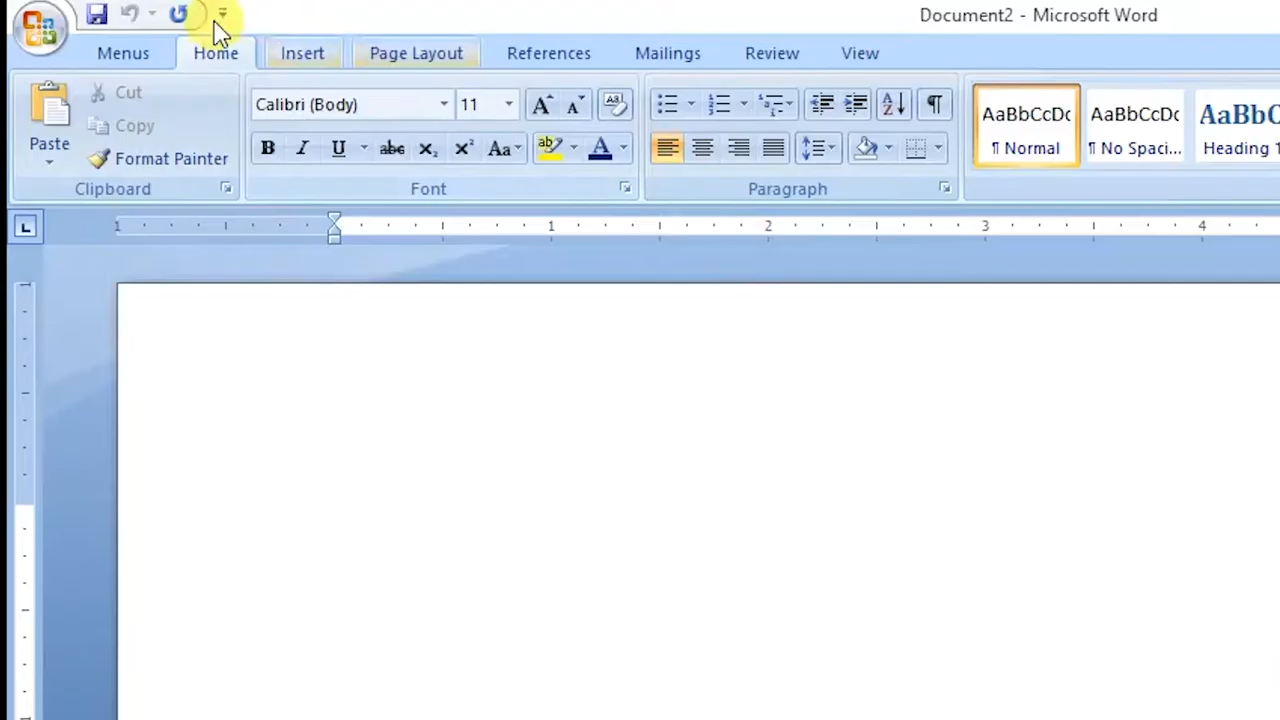 Document2 - Microsoft Word
Menus Home Insert Page Layout References Mailings Review View
Cut
Copy
Paste
Format Painter
Clipboard
Calibri (Body) 11
Font
Paragraph
AaBbCcDc AaBbCcDc AaBbC
¶ Normal ¶ No Spaci... Heading 1
1 1 2 3 4